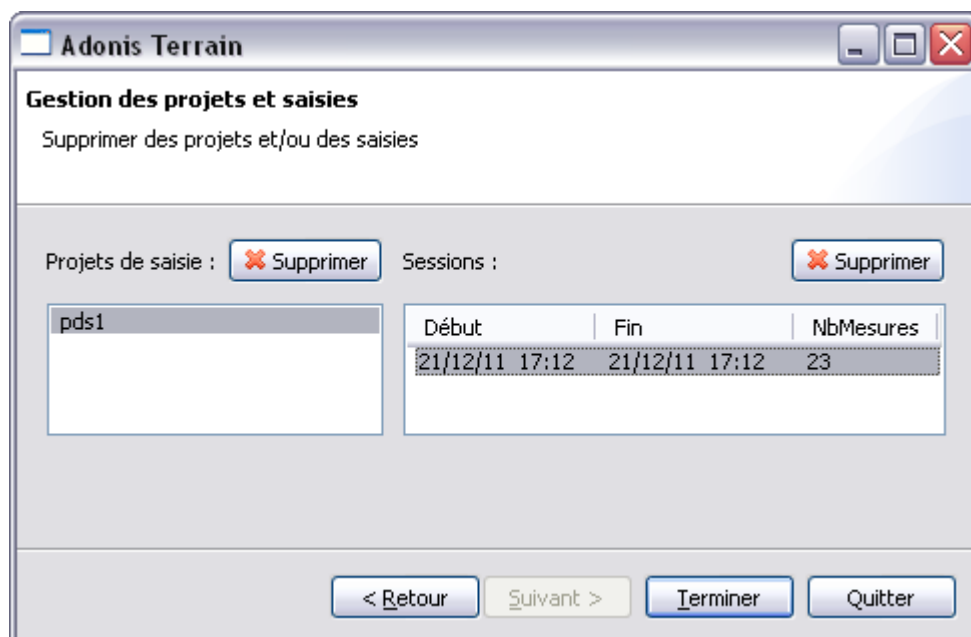 Adonis Terrain
Gestion des projets et saisies
Supprimer des projets et/ou des saisies
Projets de saisie : Supprimer Sessions : Supprimer
pds1
Début Fin NbMesures
21/12/11 17:12 21/12/11 17:12 23
< Retour Suivant > Terminer Quitter